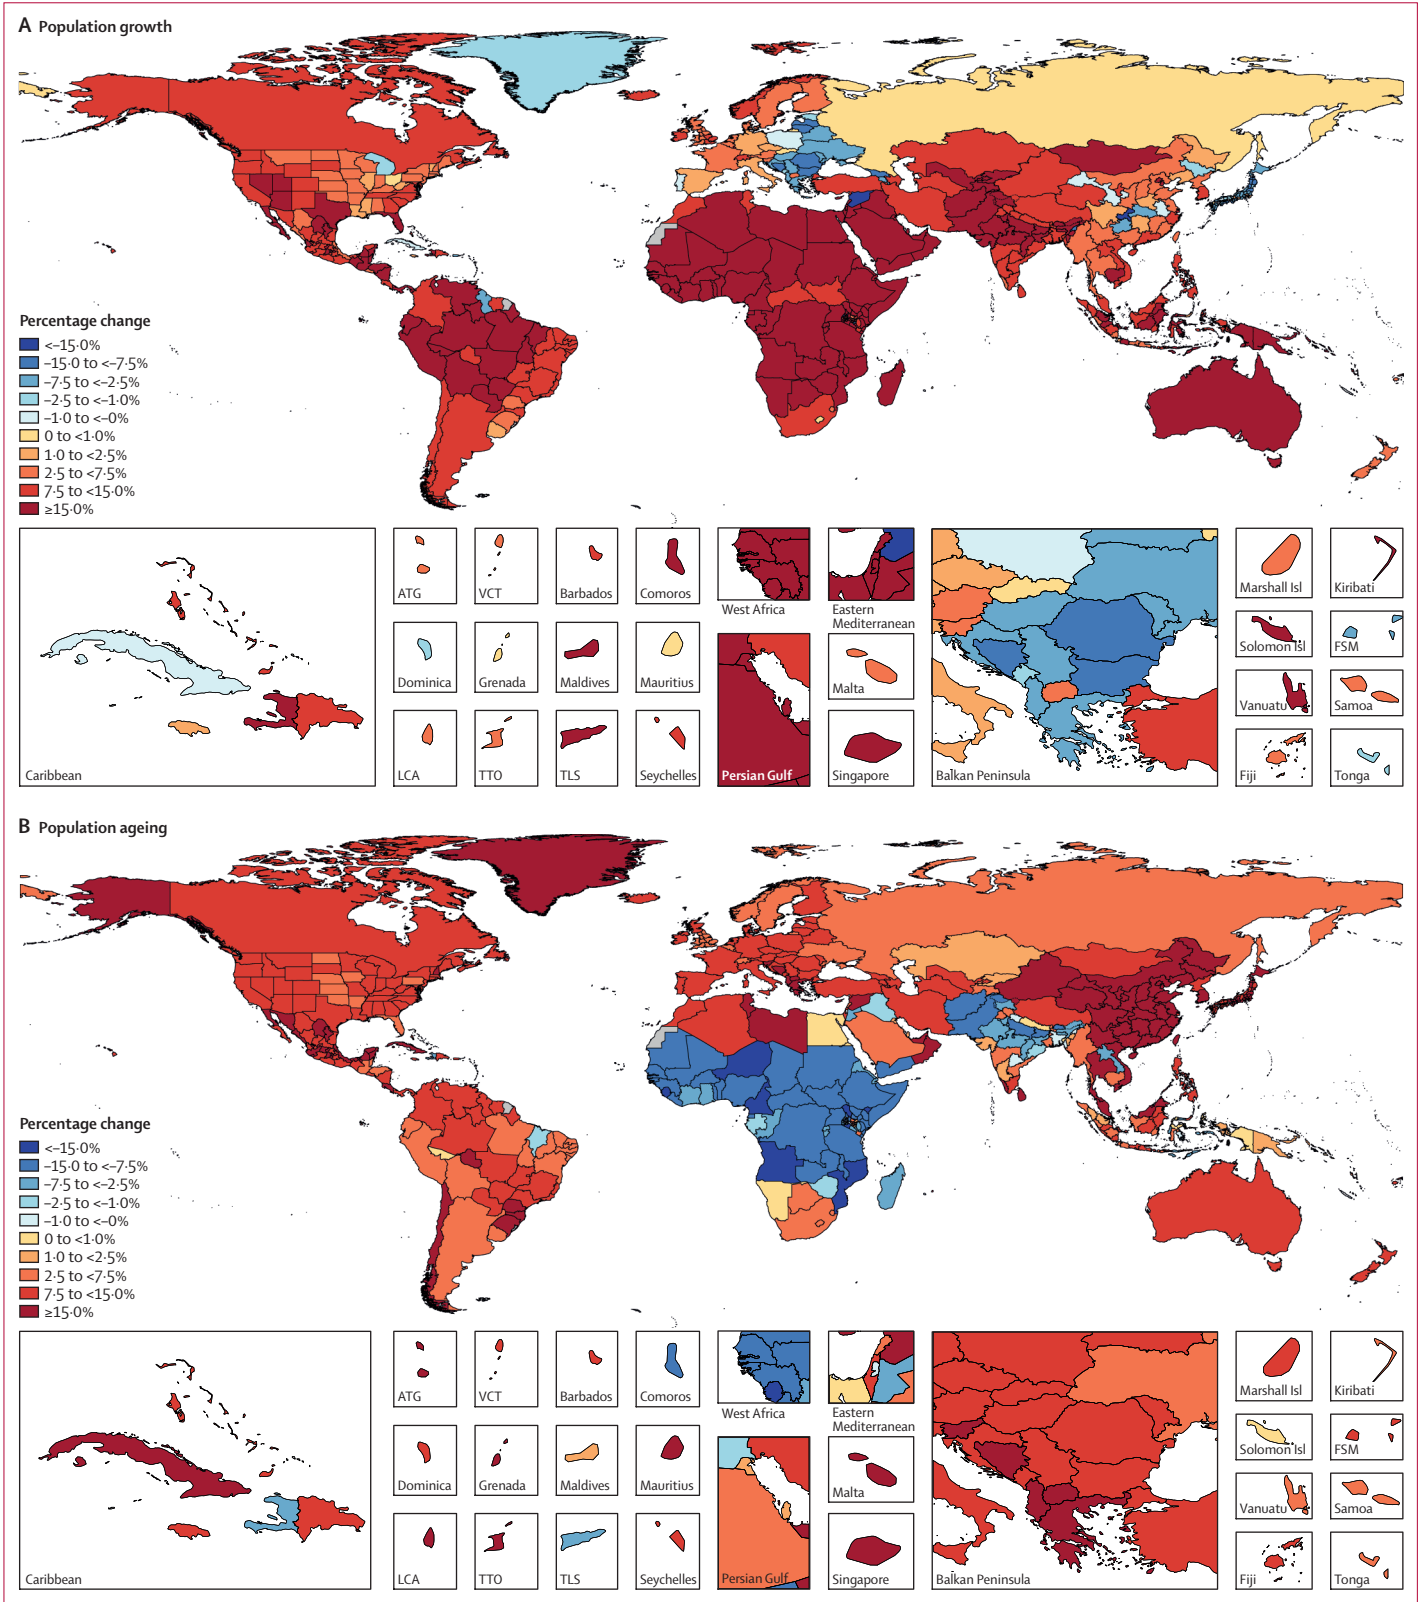 A Population growth
Percentage change
<–15·0%
–15·0 to <–7·5%
–7·5 to <–2·5%
–2·5 to <–1·0%
–1·0 to <–0%
0 to <1·0%
1·0 to <2·5%
2·5 to <7·5%
7·5 to <15·0%
≥15·0%
Caribbean
ATG
VCT
Barbados
Comoros
West Africa
Eastern
Mediterranean
Dominica
Grenada
Maldives
Mauritius
Malta
LCA
TTO
TLS
Seychelles
Persian Gulf
Singapore
Balkan Peninsula
Marshall Isl
Kiribati
Solomon Isl
FSM
Vanuatu
Samoa
Fiji
Tonga
B Population ageing
Percentage change
<–15·0%
–15·0 to <–7·5%
–7·5 to <–2·5%
–2·5 to <–1·0%
–1·0 to <–0%
0 to <1·0%
1·0 to <2·5%
2·5 to <7·5%
7·5 to <15·0%
≥15·0%
Caribbean
ATG
VCT
Barbados
Comoros
West Africa
Eastern
Mediterranean
Dominica
Grenada
Maldives
Mauritius
Malta
LCA
TTO
TLS
Seychelles
Persian Gulf
Singapore
Balkan Peninsula
Marshall Isl
Kiribati
Solomon Isl
FSM
Vanuatu
Samoa
Fiji
Tonga